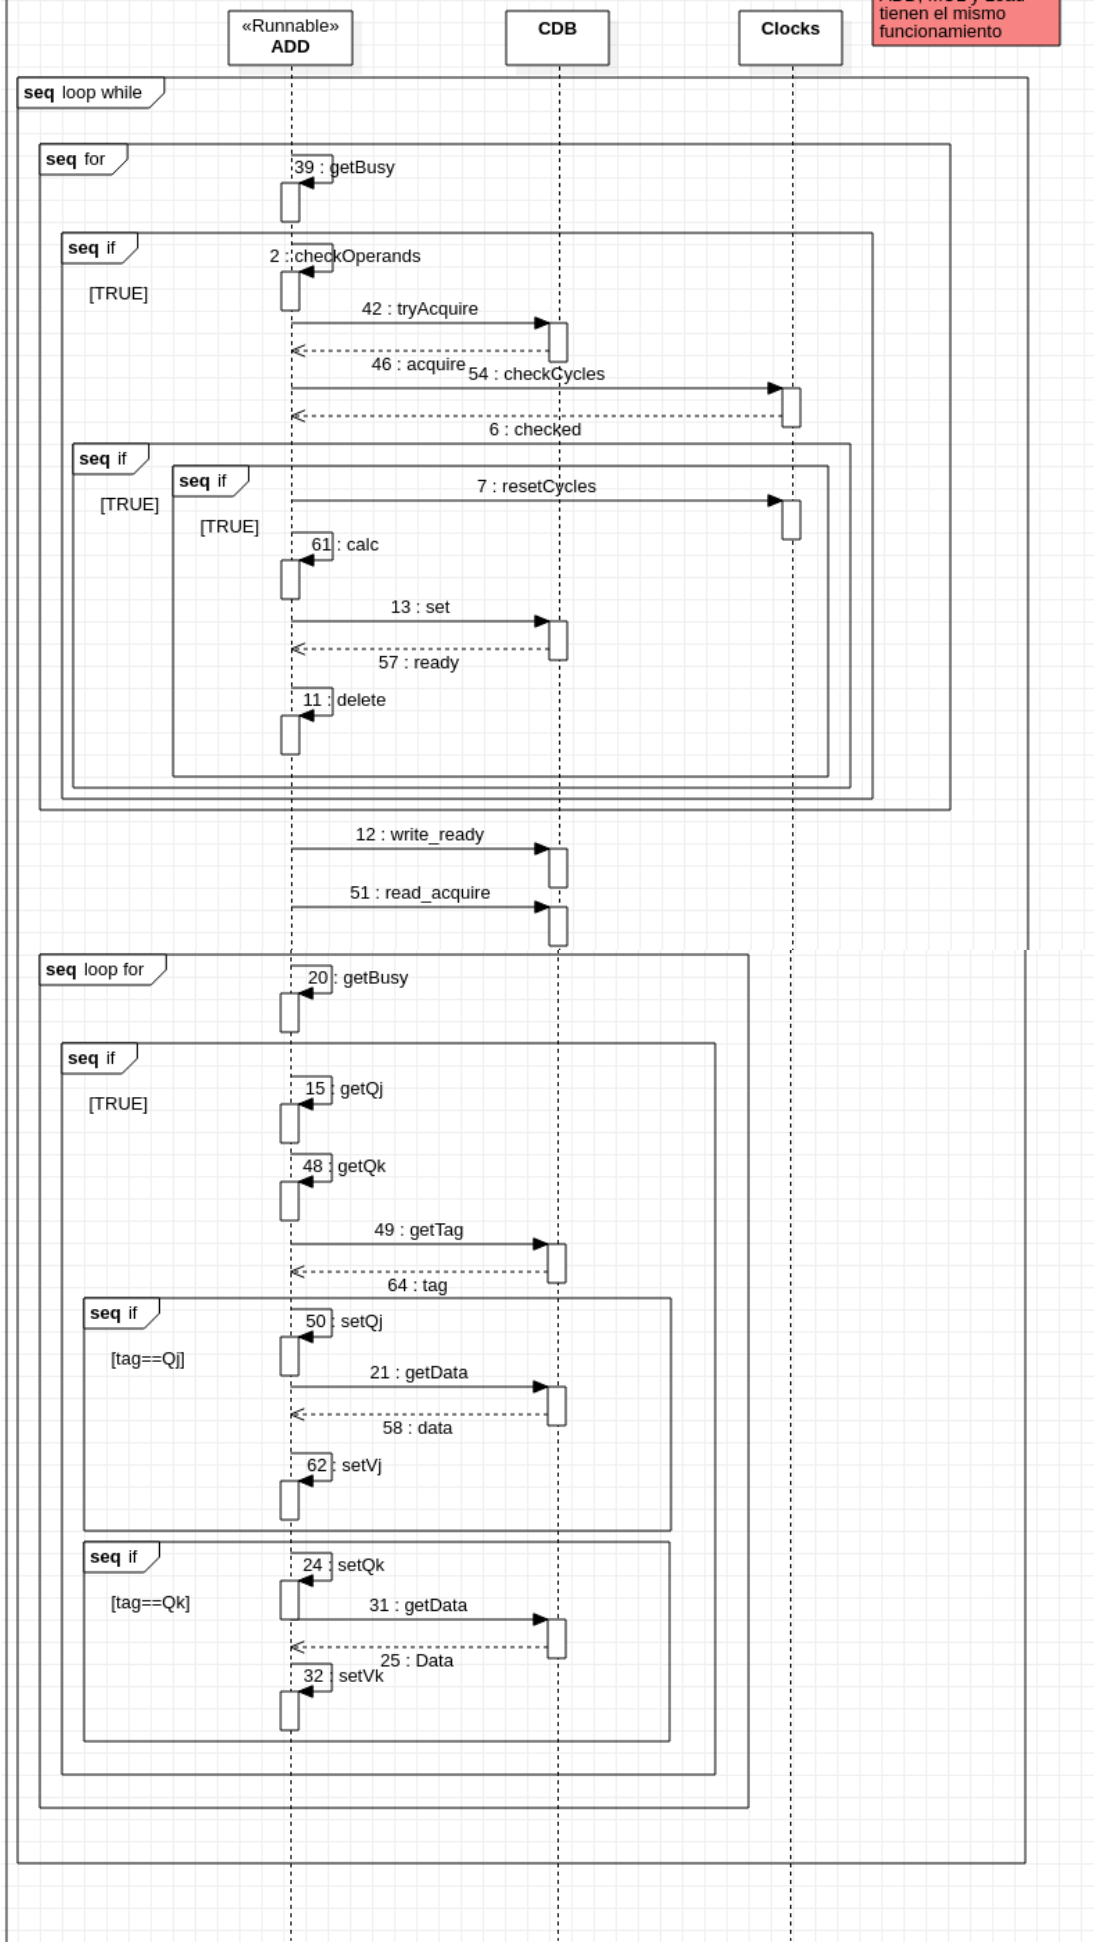 «Runnable»
ADD
CDB
Clocks
tienen el mismo
funcionamiento
seq loop while
seq for
39 : getBusy
seq if
2 : checkOperands
[TRUE]
42 : tryAcquire
46 : acquire
54 : checkCycles
6 : checked
seq if
seq if
7 : resetCycles
[TRUE]
[TRUE]
61 : calc
13 : set
57 : ready
11 : delete
12 : write_ready
51 : read_acquire
seq loop for
20 : getBusy
seq if
15 : getQj
[TRUE]
48 : getQk
49 : getTag
64 : tag
seq if
50 : setQj
[tag==Qj]
21 : getData
58 : data
62 : setVj
seq if
24 : setQk
[tag==Qk]
31 : getData
25 : Data
32 : setVk